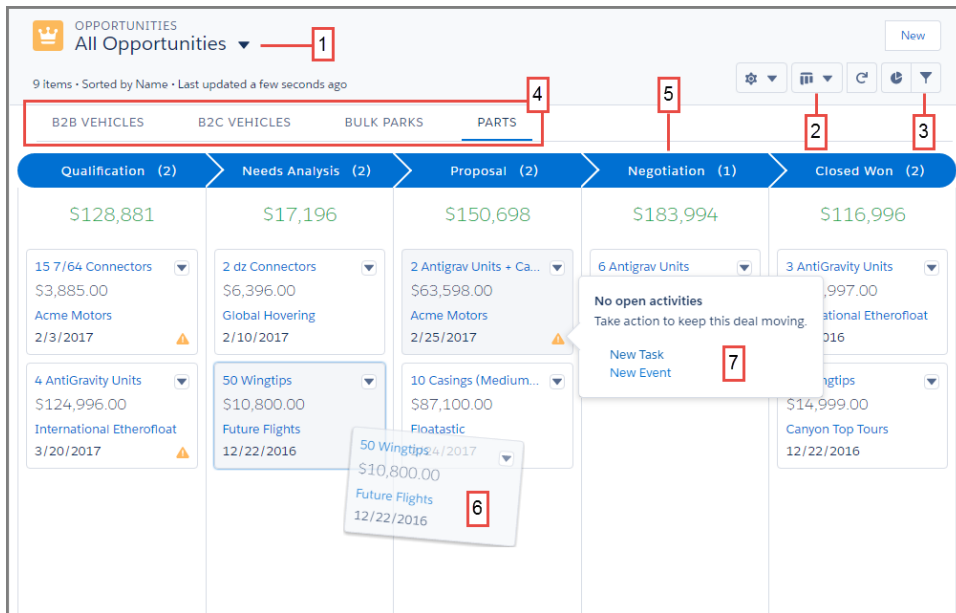 OPPORTUNITIES
All Opportunities
1
New
9 items • Sorted by Name • Last updated a few seconds ago
4
5
2
3
B2B VEHICLES
B2C VEHICLES
BULK PARKS
PARTS
Qualification (2)
Needs Analysis (2)
Proposal (2)
Negotiation (1)
Closed Won (2)
$128,881
$17,196
$150,698
$183,994
$116,996
15 7/64 Connectors
$3,885.00
Acme Motors
2/3/2017
4 AntiGravity Units
$124,996.00
International Etherofloat
3/20/2017
2 dz Connectors
$6,396.00
Global Hovering
2/10/2017
50 Wingtips
$10,800.00
Future Flights
12/22/2016
2 Antigrav Units + Ca...
$63,598.00
Acme Motors
2/25/2017
10 Casings (Medium...
$87,100.00
Floatastic
24/2017
50 Wingtips
$10,800.00
Future Flights
12/22/2016
6
6 Antigrav Units
No open activities
Take action to keep this deal moving.
New Task
New Event
7
3 AntiGravity Units
,997.00
national Etherofloat
016
ngtips
$14,999.00
Canyon Top Tours
12/22/2016